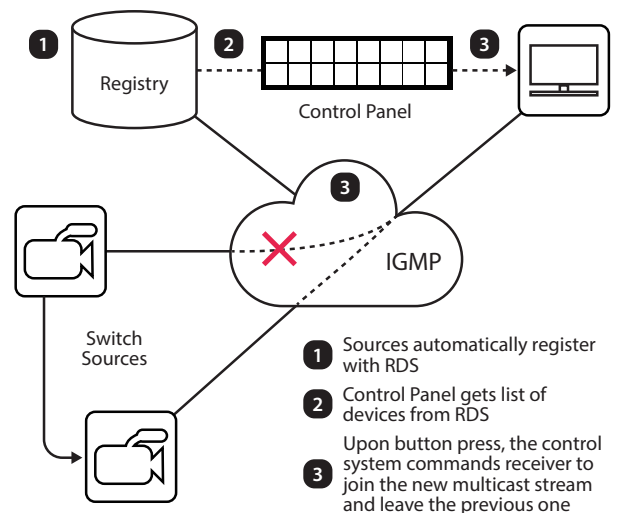 1
2
3
Registry
Control Panel
3
IGMP
Switch
Sources
1 Sources automatically register
with RDS
2 Control Panel gets list of
devices from RDS
3 Upon button press, the control
system commands receiver to
join the new multicast stream
and leave the previous one